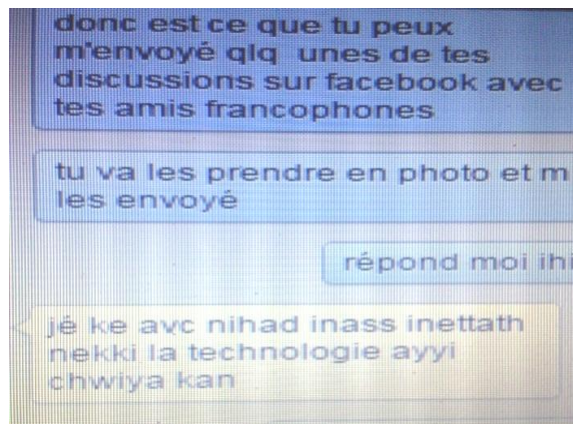 donc est ce que tu peux
m'envoyé qlq unes de tes
discussions sur facebook avec
tes amis francophones
tu va les prendre en photo et m
les envoyé
répond moi ihi
jé ke avc nihad inass inettath
nekki la technologie ayyi
chwiya kan